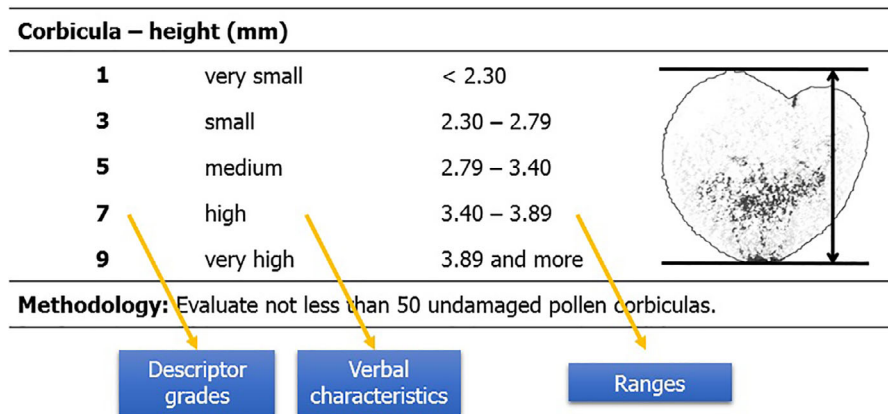 Corbicula – height (mm)
1 very small < 2.30
3 small 2.30 – 2.79
5 medium 2.79 – 3.40
7 high 3.40 – 3.89
9 very high 3.89 and more
Methodology: Evaluate not less than 50 undamaged pollen corbiculas.
Descriptor
grades
Verbal
characteristics
Ranges